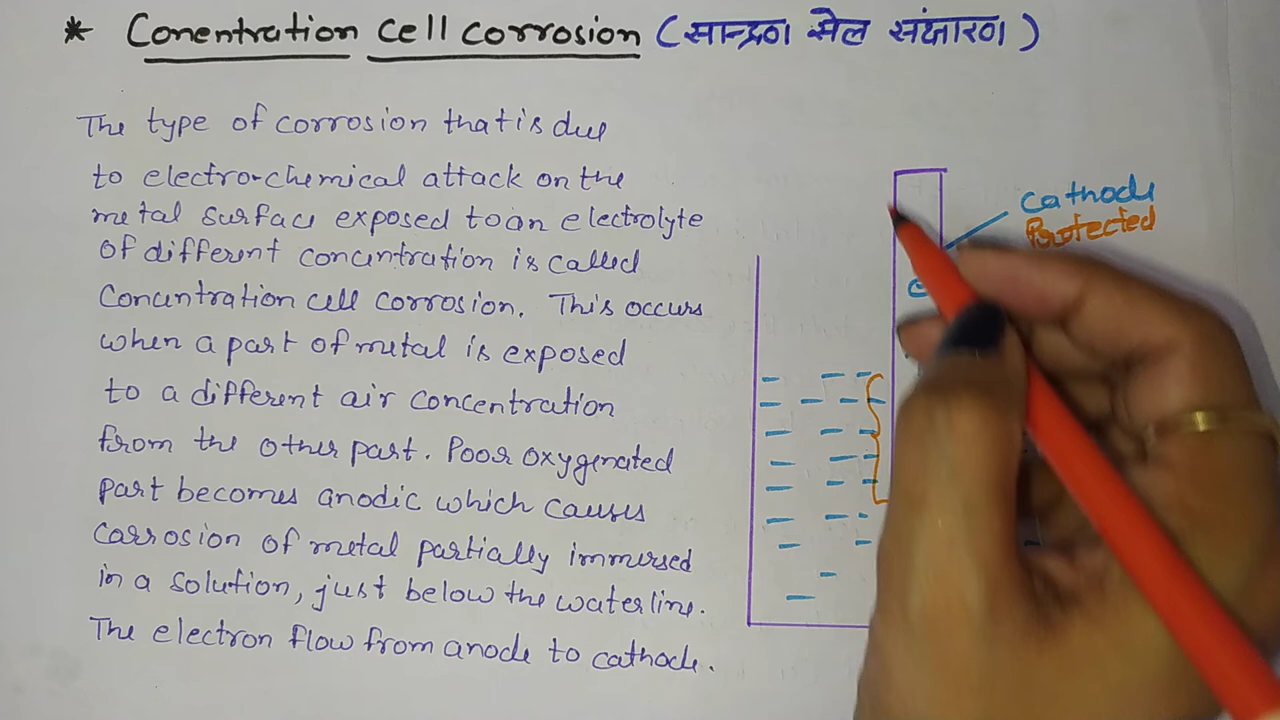 * Conentration cell corrosion (सान्द्रण सेल संक्षारण)
The type of corrosion that is due
to electro-chemical attack on the
metal surface exposed to an electrolyte
of different concentration is called
Concentration cell corrosion. This occurs
when a part of metal is exposed
to a different air concentration
from the other part. Poor oxygenated
part becomes anodic which causes
carrosion of metal partially immersed
in a solution, just below the waterline.
The electron flow from anode to cathode.
Cathode
Protected